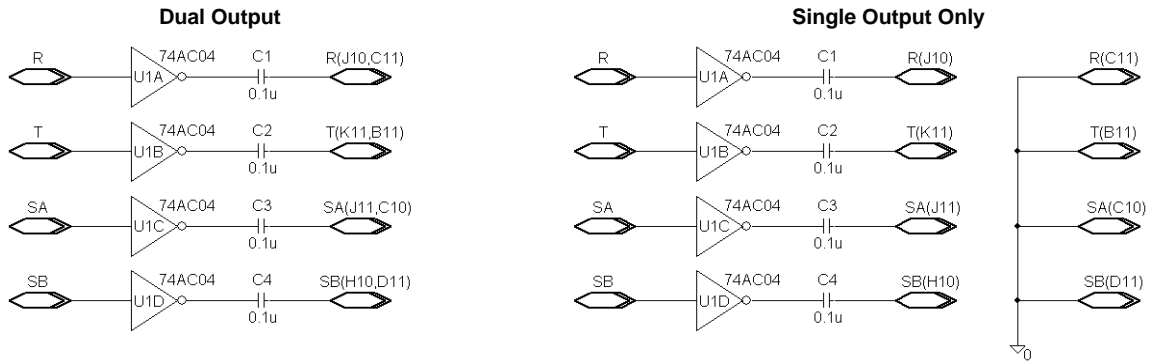 Dual Output
Single Output Only
R 74AC04 C1 R(J10,C11)
U1A
0.1u
T 74AC04 C2 T(K11,B11)
U1B
0.1u
SA 74AC04 C3 SA(J11,C10)
U1C
0.1u
SB 74AC04 C4 SB(H10,D11)
U1D
0.1u
R 74AC04 C1 R(J10) R(C11)
U1A
0.1u
T 74AC04 C2 T(K11) T(B11)
U1B
0.1u
SA 74AC04 C3 SA(J11) SA(C10)
U1C
0.1u
SB 74AC04 C4 SB(H10) SB(D11)
U1D
0.1u
0